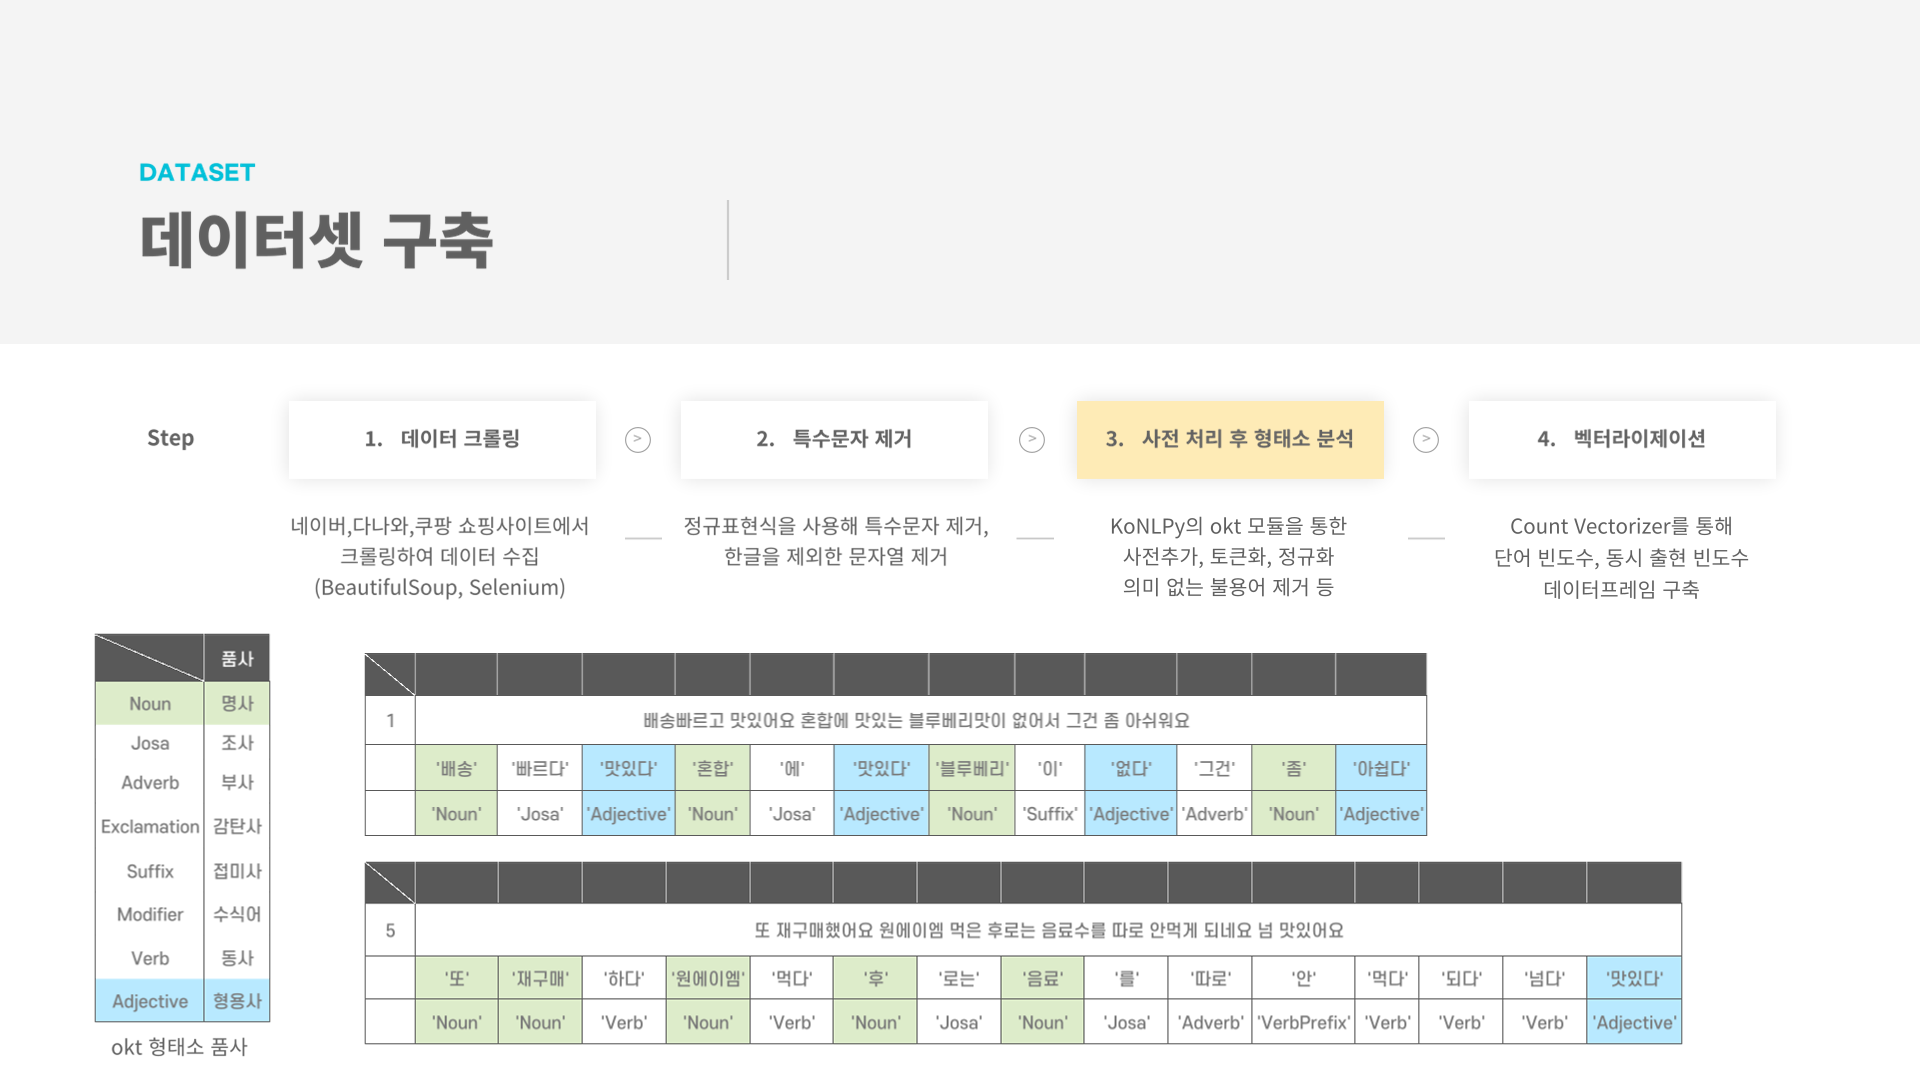 DATASET
데이터셋 구축
Step
1. 데이터 크롤링
>
2. 특수문자 제거
>
3. 사전 처리 후 형태소 분석
>
4. 벡터라이제이션
네이버,다나와,쿠팡 쇼핑사이트에서
크롤링하여 데이터 수집
(BeautifulSoup, Selenium)
정규표현식을 사용해 특수문자 제거,
한글을 제외한 문자열 제거
KoNLPy의 okt 모듈을 통한
사전추가, 토큰화, 정규화
의미 없는 불용어 제거 등
Count Vectorizer를 통해
단어 빈도수, 동시 출현 빈도수
데이터프레임 구축
품사
Noun 명사
Josa 조사
Adverb 부사
Exclamation 감탄사
Suffix 접미사
Modifier 수식어
Verb 동사
Adjective 형용사
okt 형태소 품사
1 배송빠르고 맛있어요 혼합에 맛있는 블루베리맛이 없어서 그건 좀 아쉬워요
'배송' '빠르다' '맛있다' '혼합' '에' '맛있다' '블루베리' '이' '없다' '그건' '좀' '아쉽다'
'Noun' 'Josa' 'Adjective' 'Noun' 'Josa' 'Adjective' 'Noun' 'Suffix' 'Adjective' 'Adverb' 'Noun' 'Adjective'
5 또 재구매했어요 원에이엠 먹은 후로는 음료수를 따로 안먹게 되네요 넘 맛있어요
'또' '재구매' '하다' '원에이엠' '먹다' '후' '로는' '음료' '를' '따로' '안' '먹다' '되다' '넘다' '맛있다'
'Noun' 'Noun' 'Verb' 'Noun' 'Verb' 'Noun' 'Josa' 'Noun' 'Josa' 'Adverb' 'VerbPrefix' 'Verb' 'Verb' 'Verb' 'Adjective'